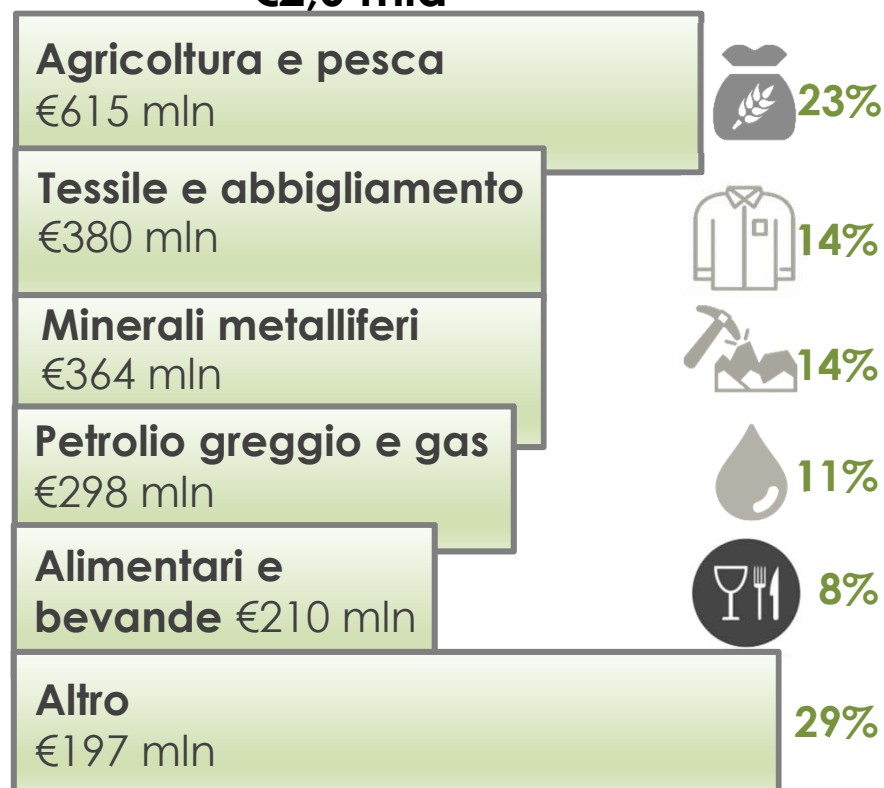 Agricoltura e pesca
€615 mln
23%
Tessile e abbigliamento
€380 mln
14%
Minerali metalliferi
€364 mln
14%
Petrolio greggio e gas
€298 mln
11%
Alimentari e
bevande €210 mln
8%
Altro
€197 mln
29%